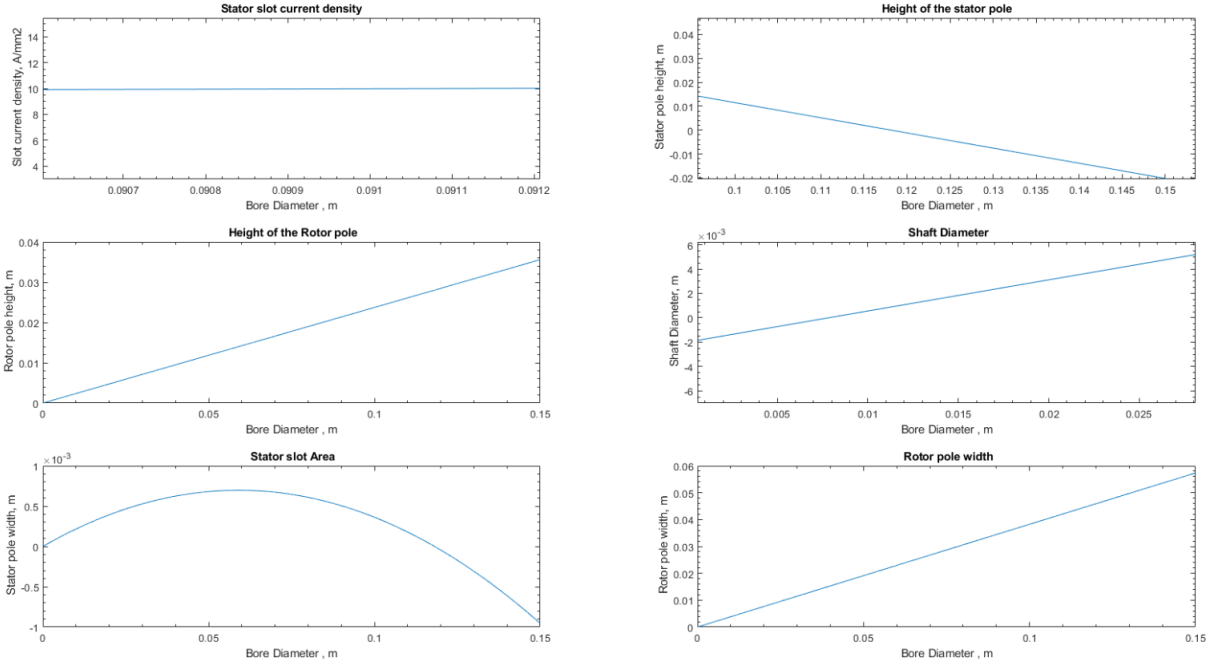 Stator slot current density
Slot current density, A/mm2
14
12
10
8
6
4
0.0907 0.0908 0.0909 0.091 0.0911 0.0912
Bore Diameter , m
Height of the stator pole
Stator pole height, m
0.04
0.03
0.02
0.01
0
-0.01
-0.02
0.1 0.105 0.11 0.115 0.12 0.125 0.13 0.135 0.14 0.145 0.15
Bore Diameter , m
Height of the Rotor pole
Rotor pole height, m
0.04
0.03
0.02
0.01
0
0 0.05 0.1 0.15
Bore Diameter , m
Shaft Diameter
×10⁻³
Shaft Diameter, m
6
4
2
0
-2
-4
-6
0.005 0.01 0.015 0.02 0.025
Bore Diameter , m
Stator slot Area
×10⁻³
Stator pole width, m
1
0.5
0
-0.5
-1
0 0.05 0.1 0.15
Bore Diameter , m
Rotor pole width
Rotor pole width, m
0.06
0.05
0.04
0.03
0.02
0.01
0
0 0.05 0.1 0.15
Bore Diameter , m